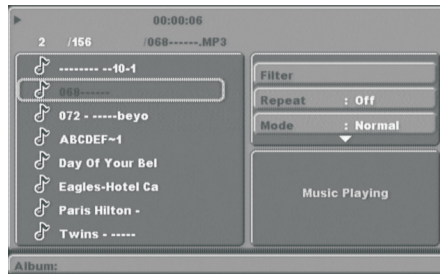 00:00:06
2 /156 /068------.MP3
-------- --10-1
068------
072 - -----beyo
ABCDEF~1
Day Of Your Bel
Eagles-Hotel Ca
Paris Hilton -
Twins - -----
Filter
Repeat : Off
Mode : Normal
Music Playing
Album: